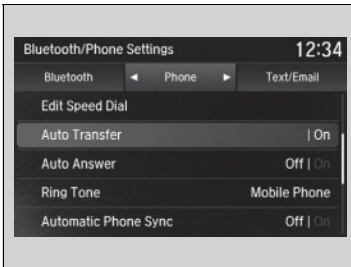 Bluetooth/Phone Settings 12:34
Bluetooth ◄ Phone ► Text/Email
Edit Speed Dial
Auto Transfer | On
Auto Answer Off | On
Ring Tone Mobile Phone
Automatic Phone Sync Off | On